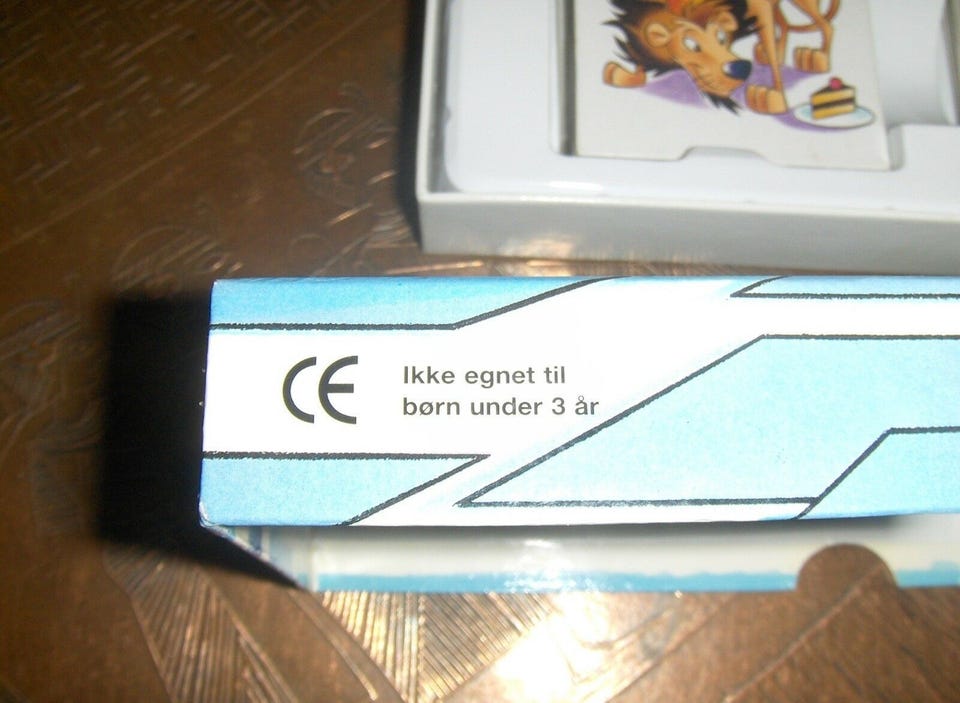 CE
Ikke egnet til
børn under 3 år